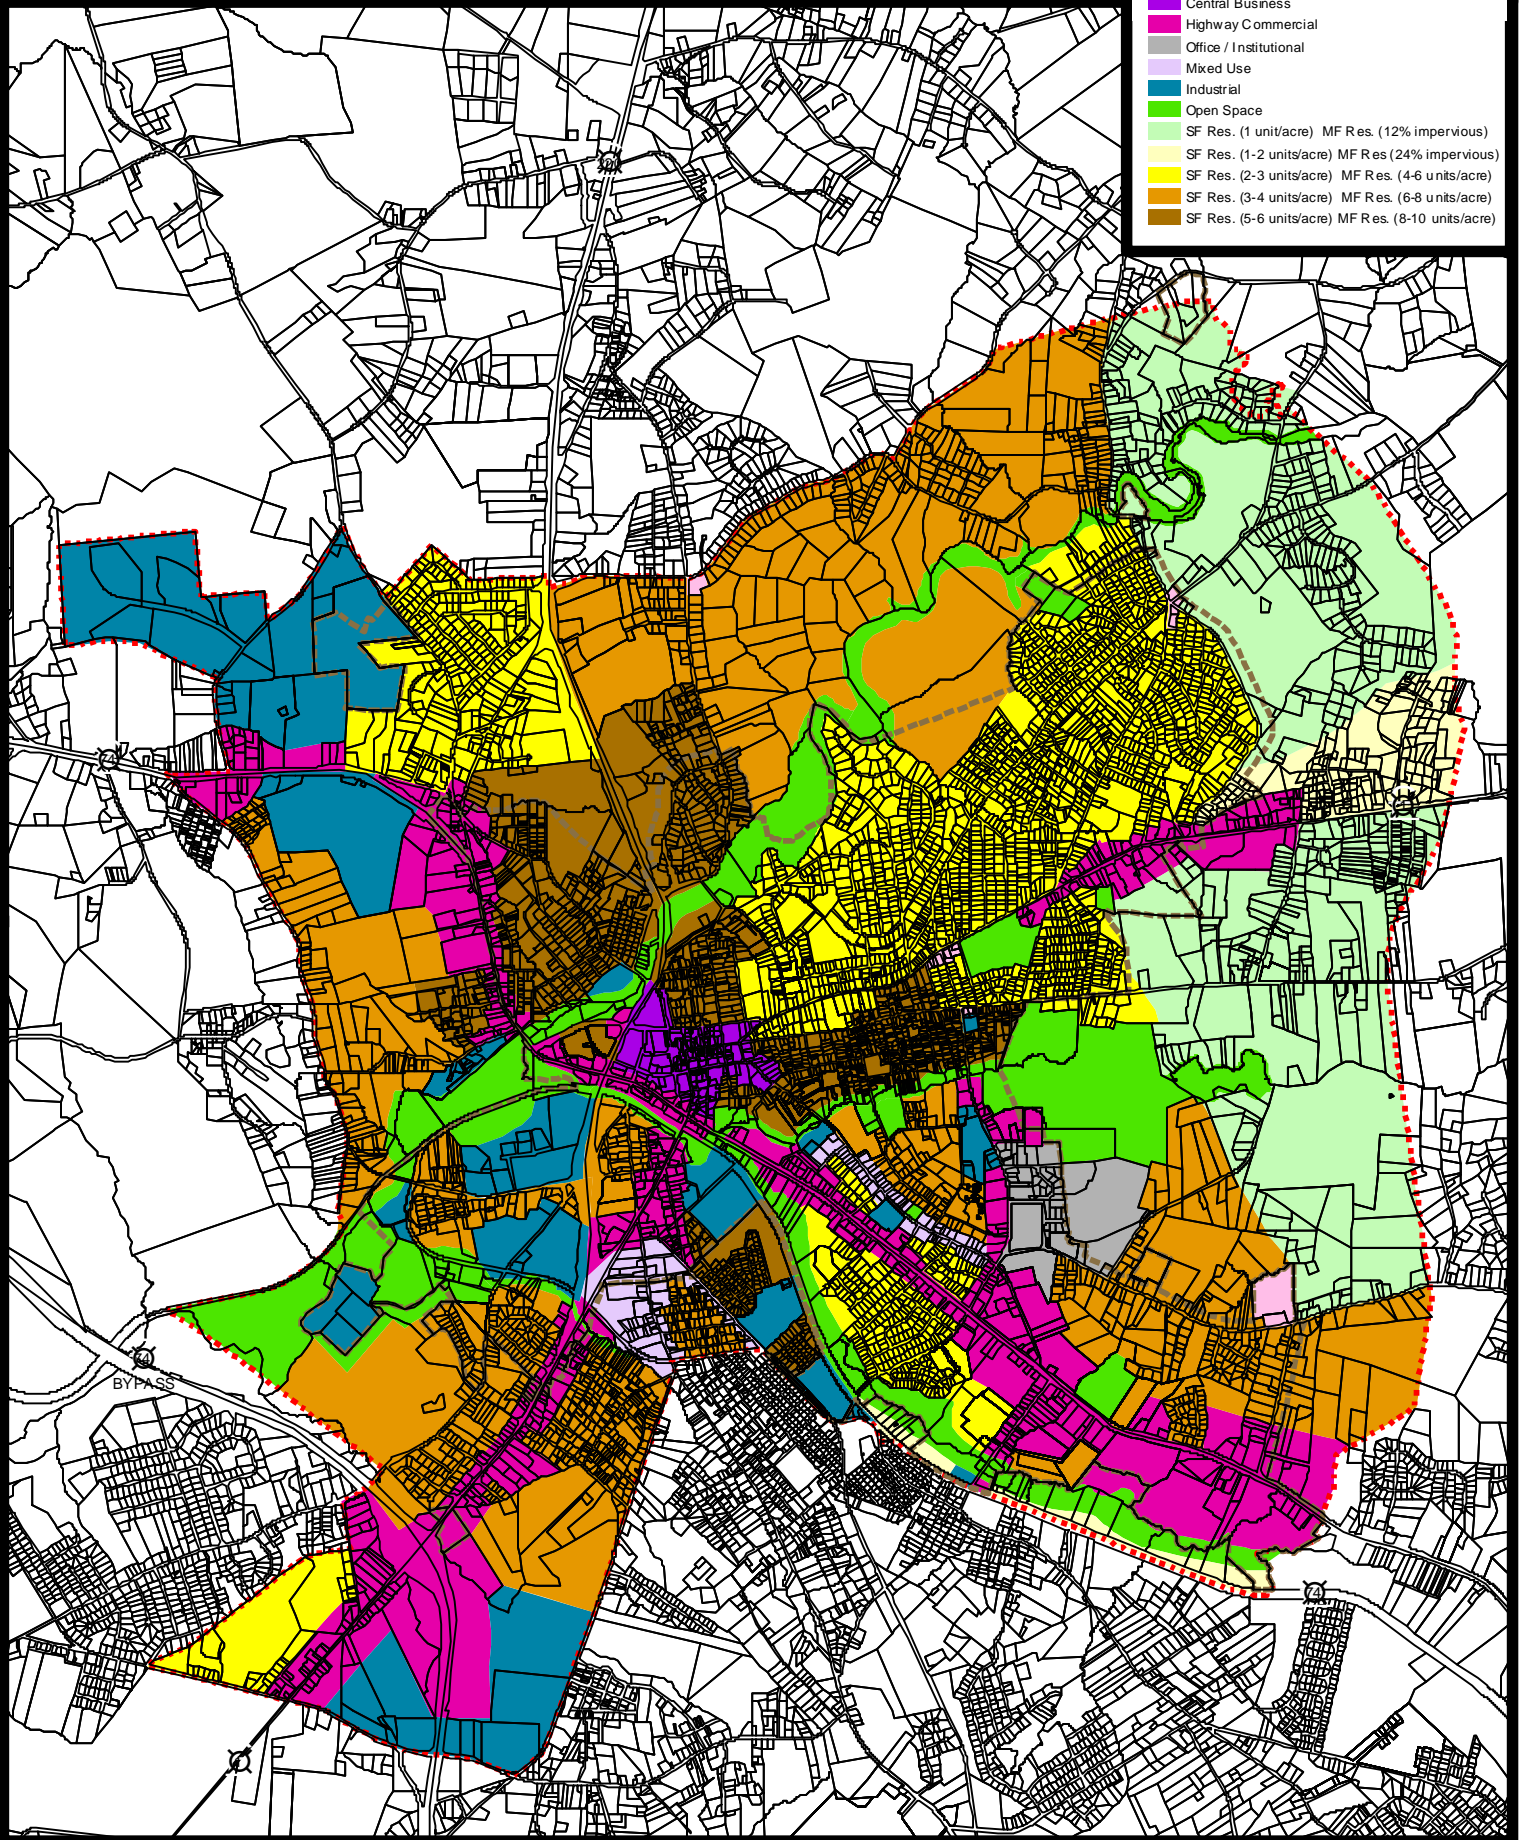 Central Business
Highway Commercial
Office / Institutional
Mixed Use
Industrial
Open Space
SF Res. (1 unit/acre) MF Res. (12% impervious)
SF Res. (1-2 units/acre) MF Res (24% impervious)
SF Res. (2-3 units/acre) MF Res. (4-6 units/acre)
SF Res. (3-4 units/acre) MF Res. (6-8 units/acre)
SF Res. (5-6 units/acre) MF Res. (8-10 units/acre)
74
74
BYPASS
74